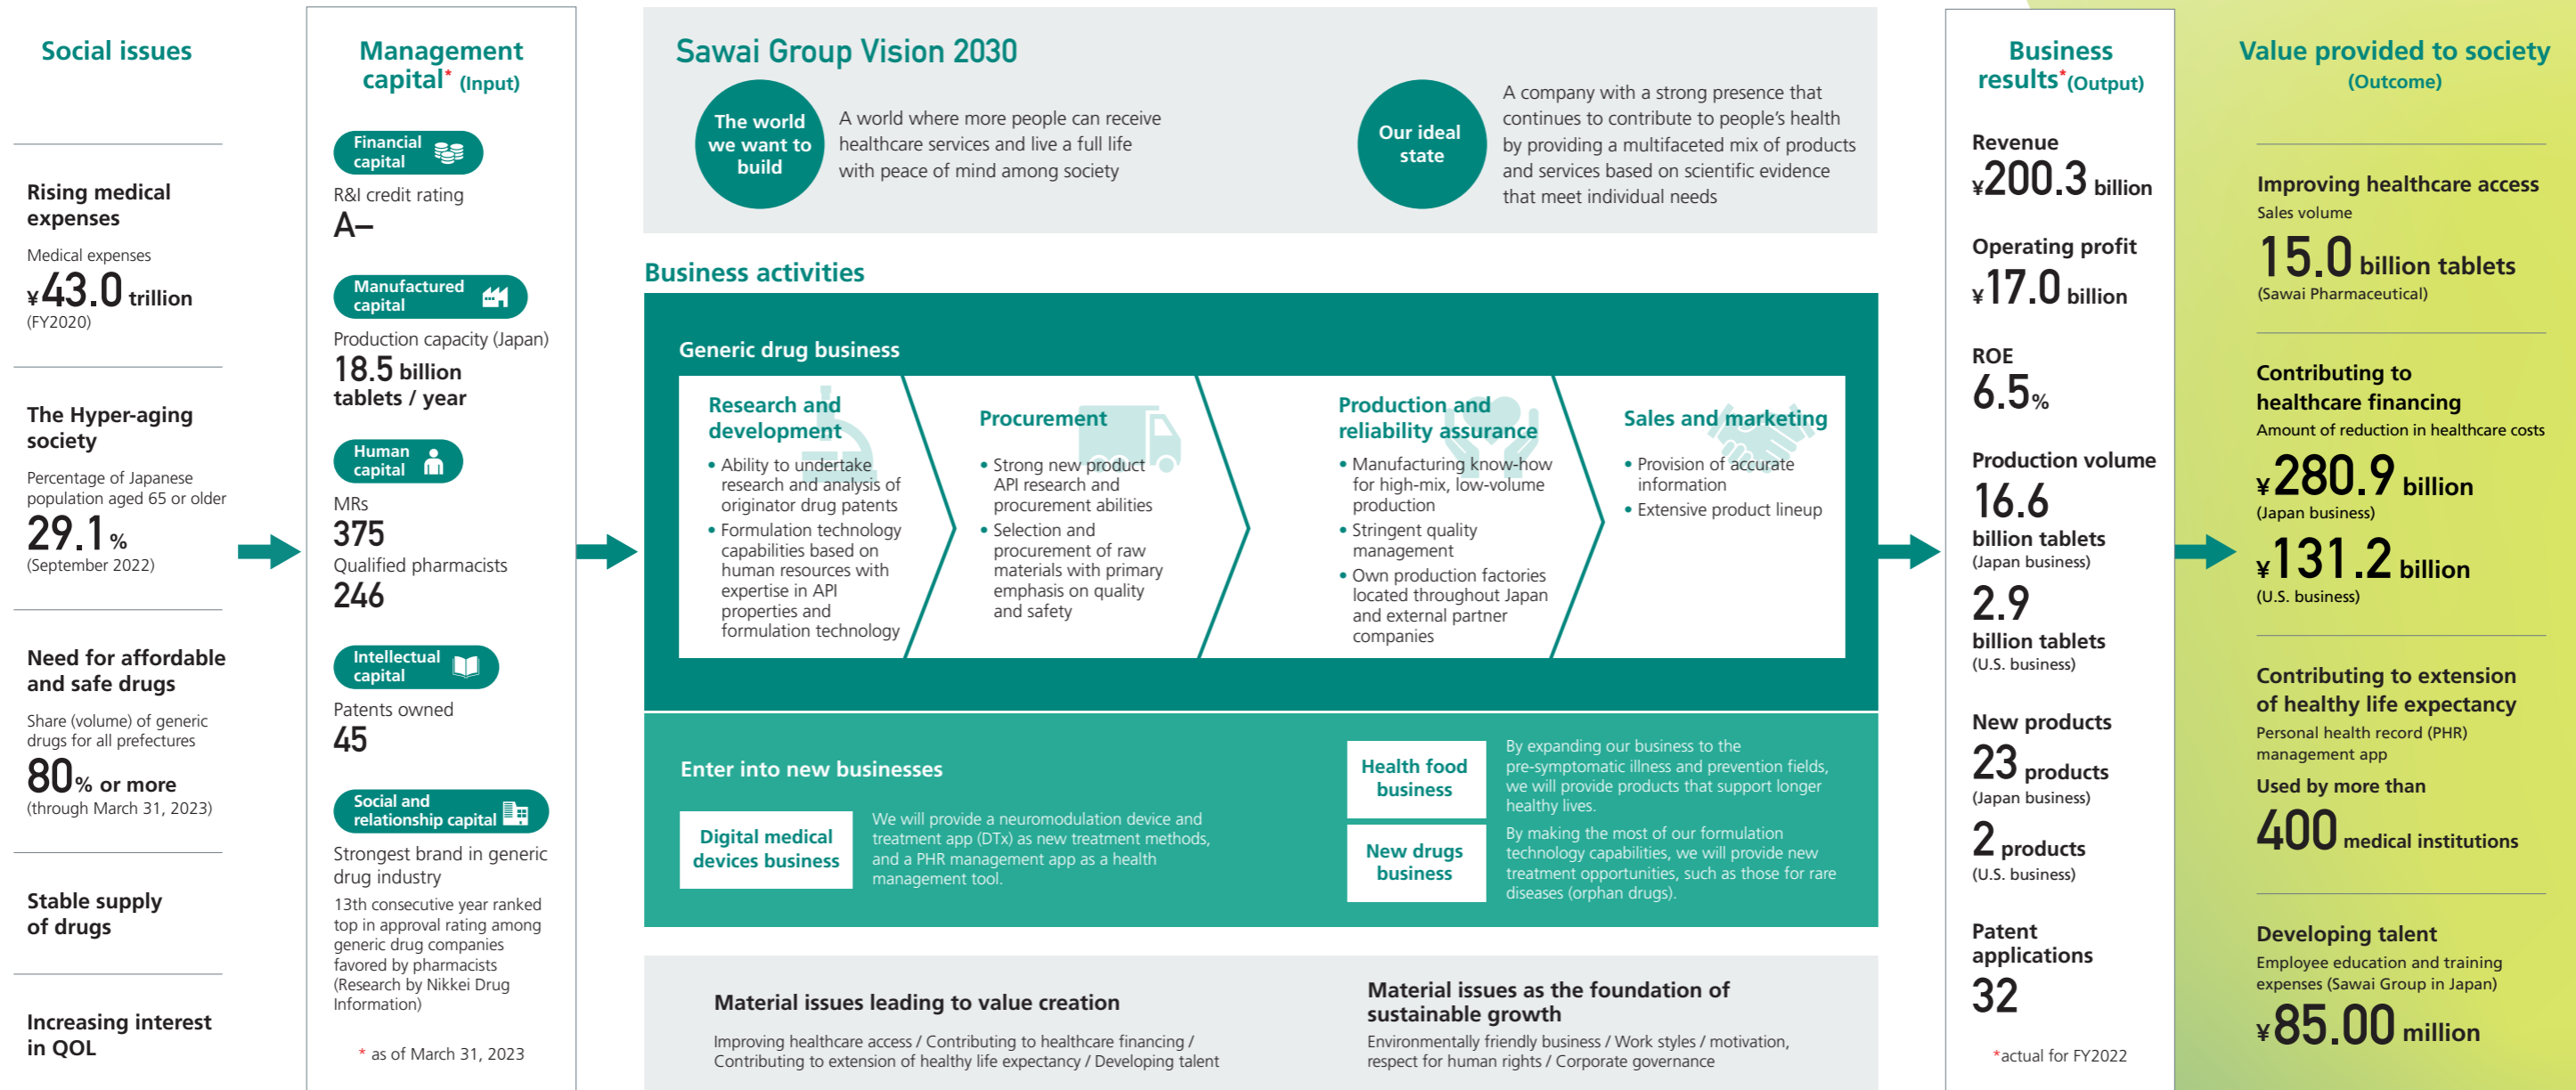 Social issues
Rising medical
expenses
Medical expenses
¥43.0 trillion
(FY2020)
The Hyper-aging
society
Percentage of Japanese
population aged 65 or older
29.1 %
(September 2022)
Need for affordable
and safe drugs
Share (volume) of generic
drugs for all prefectures
80% or more
(through March 31, 2023)
Stable supply
of drugs
Increasing interest
in QOL
Management
capital* (Input)
Financial
capital
R&I credit rating
A–
Manufactured
capital
Production capacity (Japan)
18.5 billion
tablets / year
Human
capital
MRs
375
Qualified pharmacists
246
Intellectual
capital
Patents owned
45
Social and
relationship capital
Strongest brand in generic
drug industry
13th consecutive year ranked
top in approval rating among
generic drug companies
favored by pharmacists
(Research by Nikkei Drug
Information)
* as of March 31, 2023
Sawai Group Vision 2030
The world
we want to
build
A world where more people can receive
healthcare services and live a full life
with peace of mind among society
Our ideal
state
A company with a strong presence that
continues to contribute to people's health
by providing a multifaceted mix of products
and services based on scientific evidence
that meet individual needs
Business activities
Generic drug business
Research and
development
• Ability to undertake
research and analysis of
originator drug patents
• Formulation technology
capabilities based on
human resources with
expertise in API
properties and
formulation technology
Procurement
• Strong new product
API research and
procurement abilities
• Selection and
procurement of raw
materials with primary
emphasis on quality
and safety
Production and
reliability assurance
• Manufacturing know-how
for high-mix, low-volume
production
• Stringent quality
management
• Own production factories
located throughout Japan
and external partner
companies
Sales and marketing
• Provision of accurate
information
• Extensive product lineup
Enter into new businesses
Digital medical
devices business
We will provide a neuromodulation device and
treatment app (DTx) as new treatment methods,
and a PHR management app as a health
management tool.
Health food
business
By expanding our business to the
pre-symptomatic illness and prevention fields,
we will provide products that support longer
healthy lives.
New drugs
business
By making the most of our formulation
technology capabilities, we will provide new
treatment opportunities, such as those for rare
diseases (orphan drugs).
Material issues leading to value creation
Improving healthcare access / Contributing to healthcare financing /
Contributing to extension of healthy life expectancy / Developing talent
Material issues as the foundation of
sustainable growth
Environmentally friendly business / Work styles / motivation,
respect for human rights / Corporate governance
Business
results*(Output)
Revenue
¥200.3 billion
Operating profit
¥17.0 billion
ROE
6.5%
Production volume
16.6
billion tablets
(Japan business)
2.9
billion tablets
(U.S. business)
New products
23 products
(Japan business)
2 products
(U.S. business)
Patent
applications
32
*actual for FY2022
Value provided to society
(Outcome)
Improving healthcare access
Sales volume
15.0 billion tablets
(Sawai Pharmaceutical)
Contributing to
healthcare financing
Amount of reduction in healthcare costs
¥280.9 billion
(Japan business)
¥131.2 billion
(U.S. business)
Contributing to extension
of healthy life expectancy
Personal health record (PHR)
management app
Used by more than
400 medical institutions
Developing talent
Employee education and training
expenses (Sawai Group in Japan)
¥85.00 million